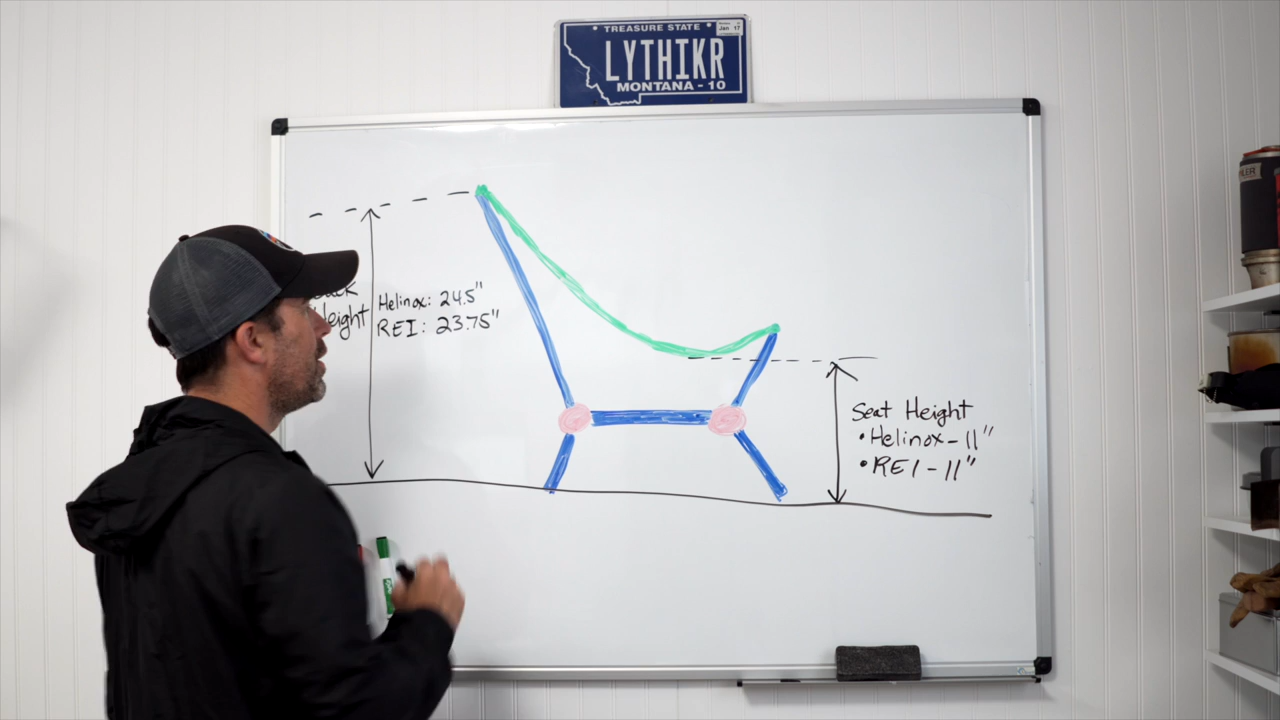 TREASURE STATE
Jan 17
LYTHIKR
MONTANA - 10
Helinox: 24.5"
REI: 23.75"
Seat Height
• Helinox - 11"
• REI - 11"